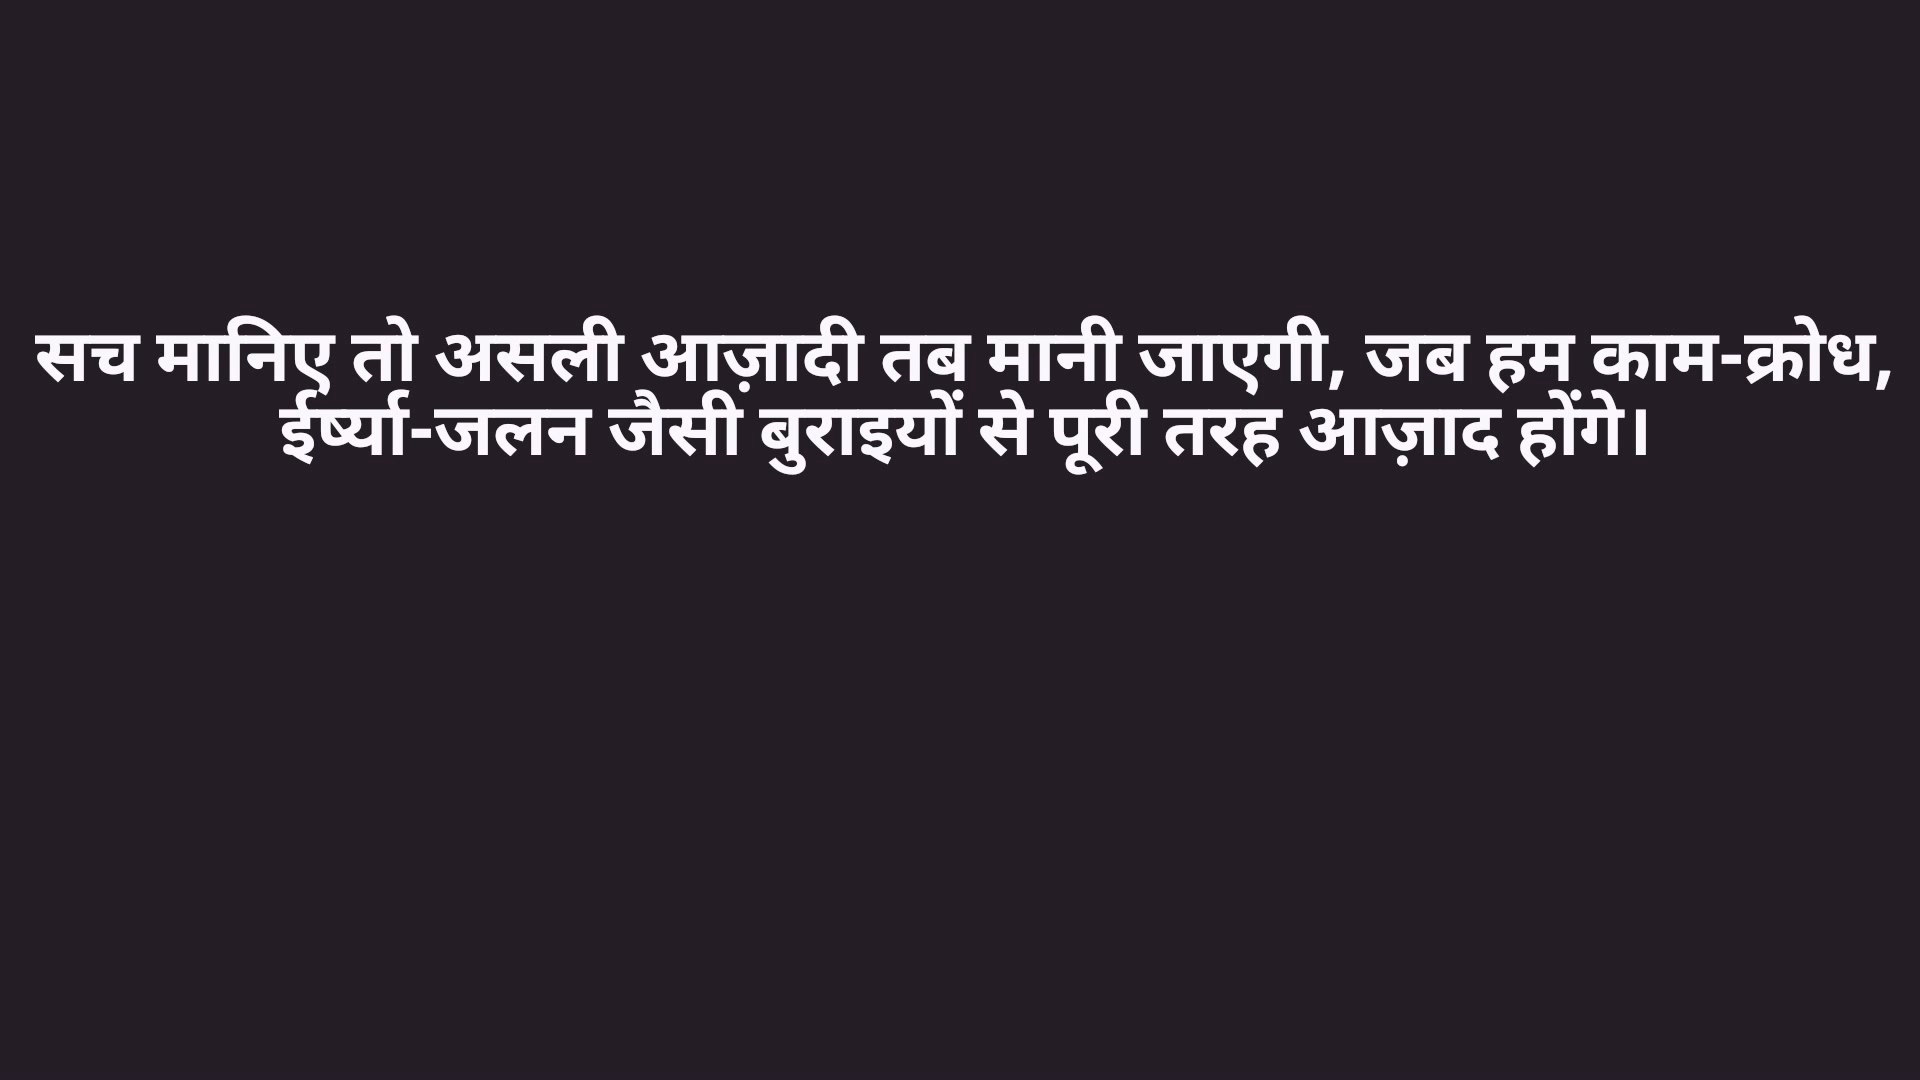 सच मानिए तो असली आज़ादी तब मानी जाएगी, जब हम काम-क्रोध,
ईर्ष्या-जलन जैसी बुराइयों से पूरी तरह आज़ाद होंगे।